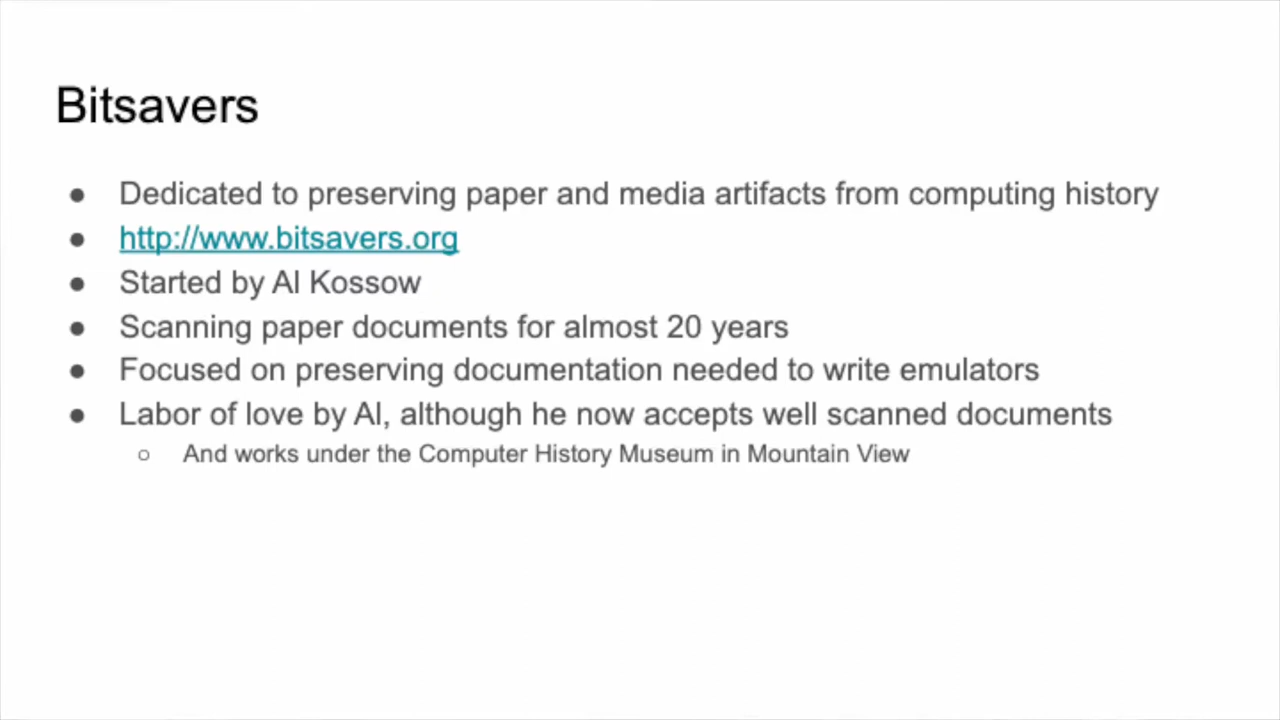 Bitsavers
● Dedicated to preserving paper and media artifacts from computing history
● http://www.bitsavers.org
● Started by Al Kossow
● Scanning paper documents for almost 20 years
● Focused on preserving documentation needed to write emulators
● Labor of love by Al, although he now accepts well scanned documents
○ And works under the Computer History Museum in Mountain View